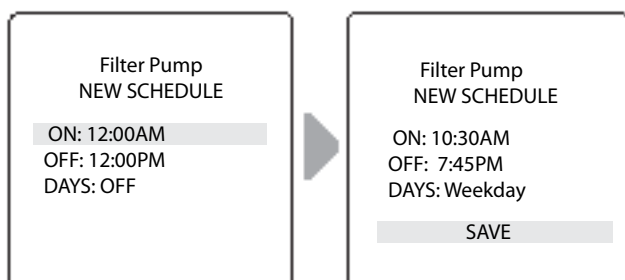 Filter Pump
NEW SCHEDULE
ON: 12:00AM
OFF: 12:00PM
DAYS: OFF
Filter Pump
NEW SCHEDULE
ON: 10:30AM
OFF: 7:45PM
DAYS: Weekday
SAVE